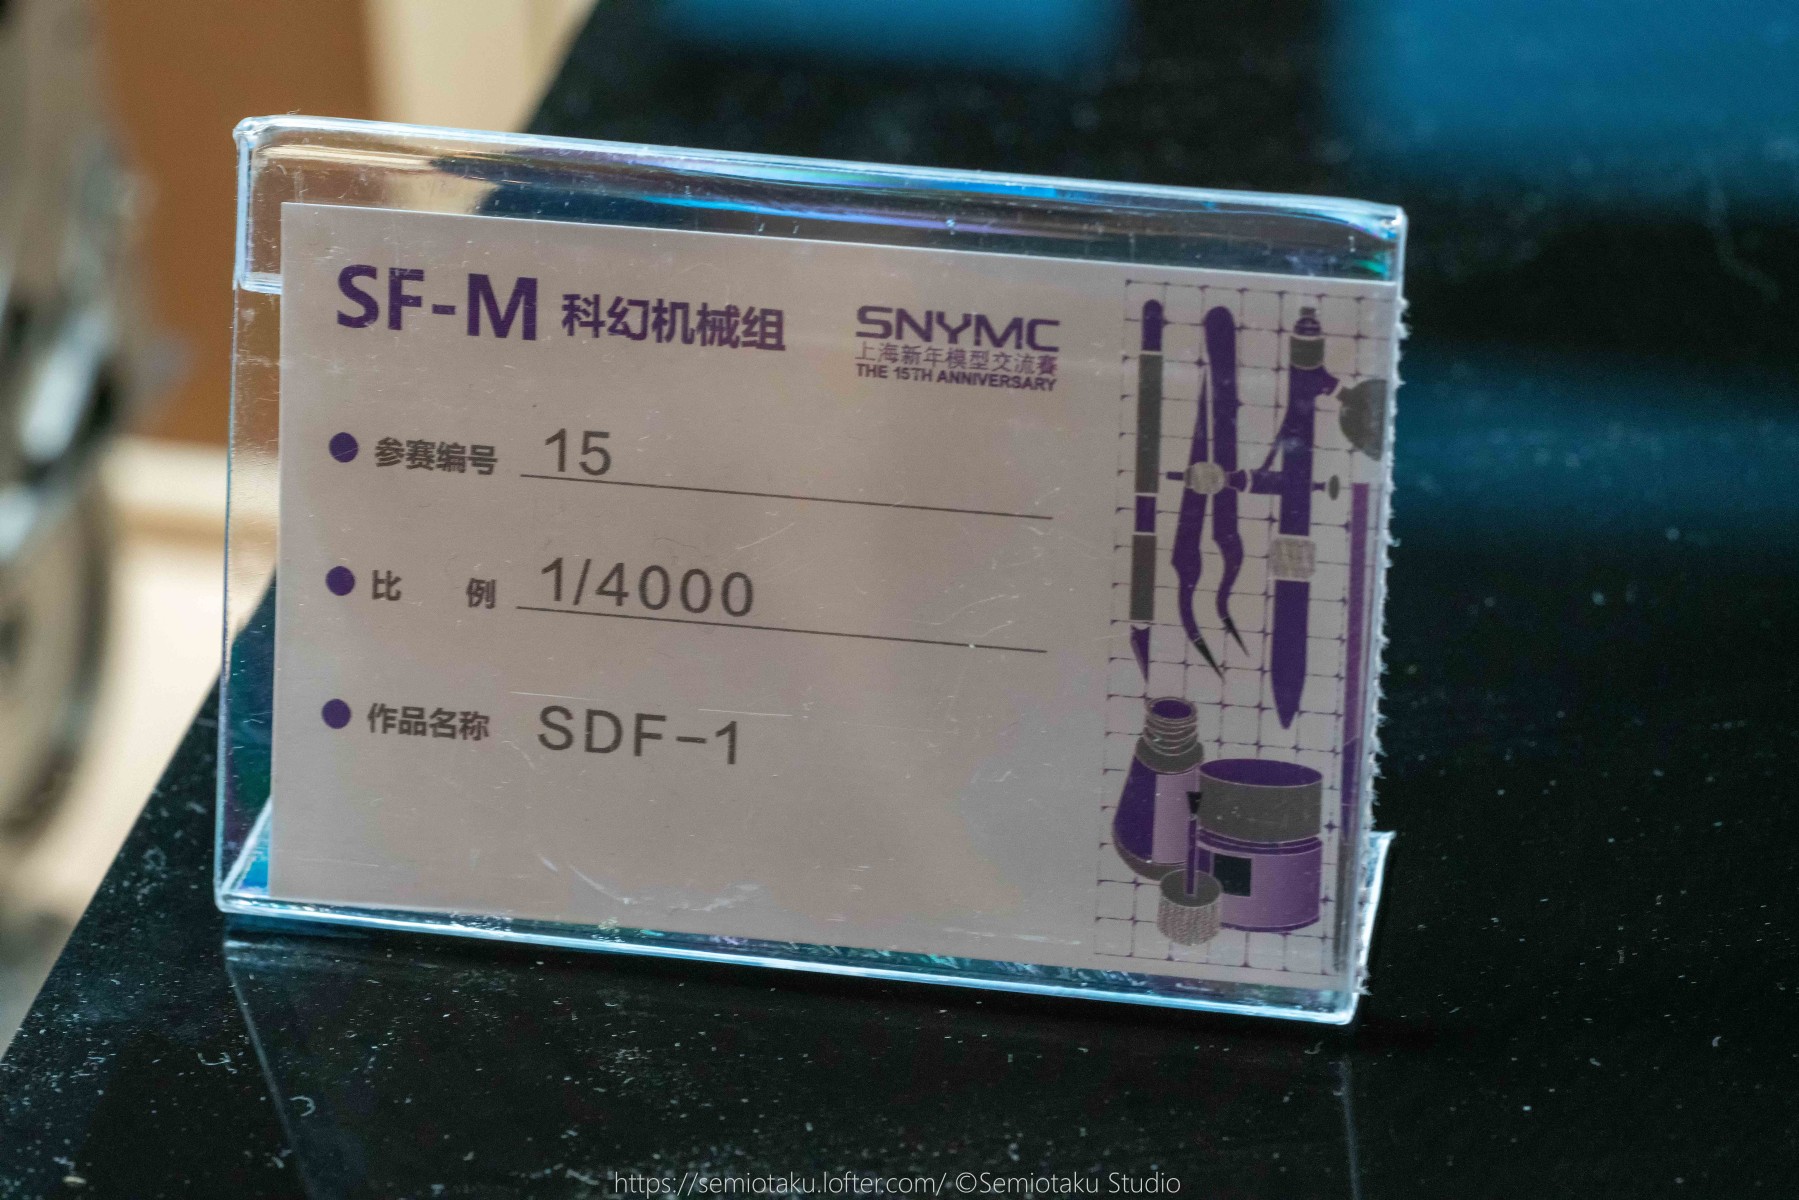 SF-M 科幻机械组
SNYMC
上海新年模型交流赛
THE 15TH ANNIVERSARY
参赛编号 15
比 例 1/4000
作品名称 SDF-1
https://semiotaku.lofter.com/ ©Semiotaku Studio